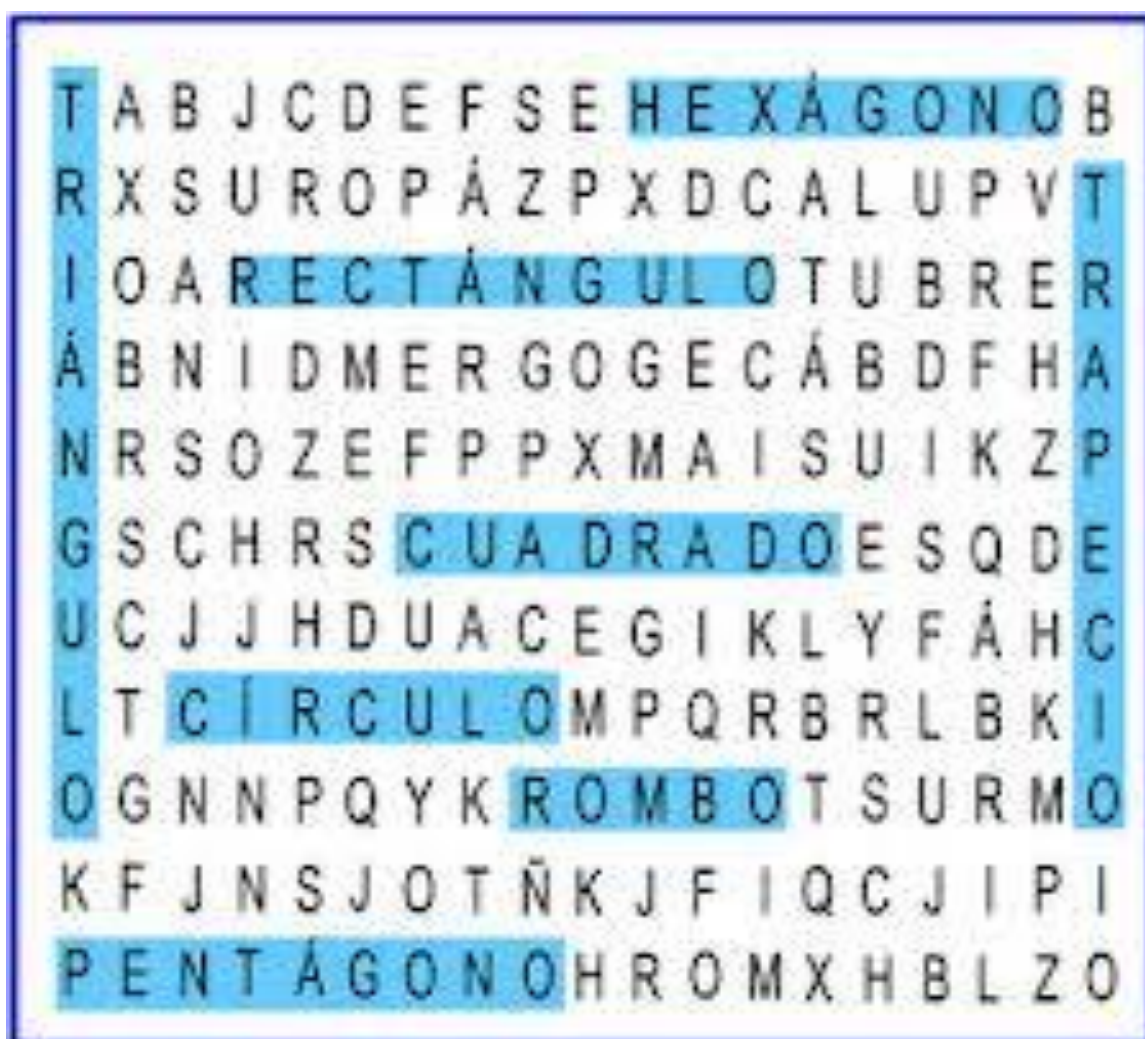 T A B J C D E F S E H E X Á G O N O B
R X S U R O P Á Z P X D C A L U P V T
I O A R E C T Á N G U L O T U B R E R
Á B N I D M E R G O G E C Á B D F H A
N R S O Z E F P P X M A I S U I K Z P
G S C H R S C U A D R A D O E S Q D E
U C J J H D U A C E G I K L Y F Á H C
L T C Í R C U L O M P Q R B R L B K I
O G N N P Q Y K R O M B O T S U R M O
K F J N S J O T Ñ K J F I Q C J I P I
P E N T Á G O N O H R O M X H B L Z O